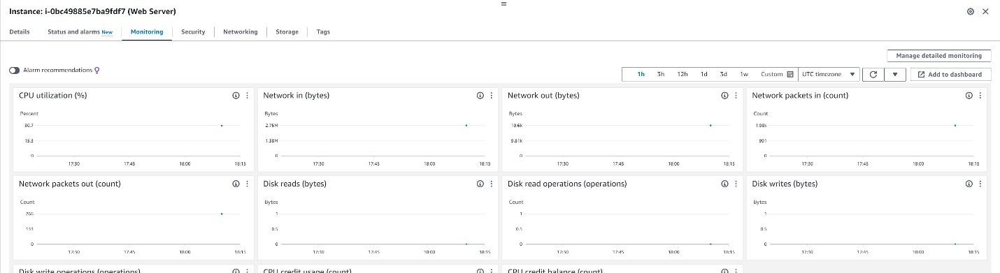 Instance: i-0bc49885e7ba9fdf7 (Web Server)
Details Status and alarms New Monitoring Security Networking Storage Tags
Manage detailed monitoring
Alarm recommendations
1h 3h 12h 1d 3d 1w Custom UTC timezone Add to dashboard
CPU utilization (%)
Percent
30.7
15.3
0
17:30 17:45 18:00 18:15
Network in (bytes)
Bytes
2.75M
1.38M
0
17:30 17:45 18:00 18:15
Network out (bytes)
Bytes
19.6k
9.81k
0
17:30 17:45 18:00 18:15
Network packets in (count)
Count
1.98k
991
0
17:30 17:45 18:00 18:15
Network packets out (count)
Count
266
133
0
17:30 17:45 18:00 18:15
Disk reads (bytes)
Bytes
1
0.5
0
17:30 17:45 18:00 18:15
Disk read operations (operations)
Count
1
0.5
0
17:30 17:45 18:00 18:15
Disk writes (bytes)
Bytes
1
0.5
0
17:30 17:45 18:00 18:15
Disk write operations (operations)
CPU credit usage (count)
CPU credit balance (count)